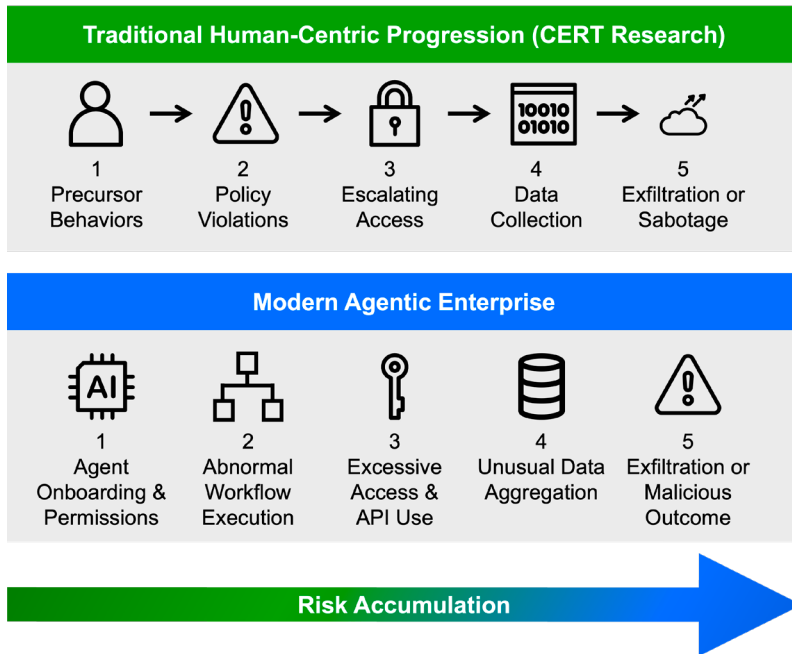 Traditional Human-Centric Progression (CERT Research)
10010
01010
1
Precursor
Behaviors
2
Policy
Violations
3
Escalating
Access
4
Data
Collection
5
Exfiltration or
Sabotage
Modern Agentic Enterprise
AI
1
Agent
Onboarding &
Permissions
2
Abnormal
Workflow
Execution
3
Excessive
Access &
API Use
4
Unusual Data
Aggregation
5
Exfiltration or
Malicious
Outcome
Risk Accumulation